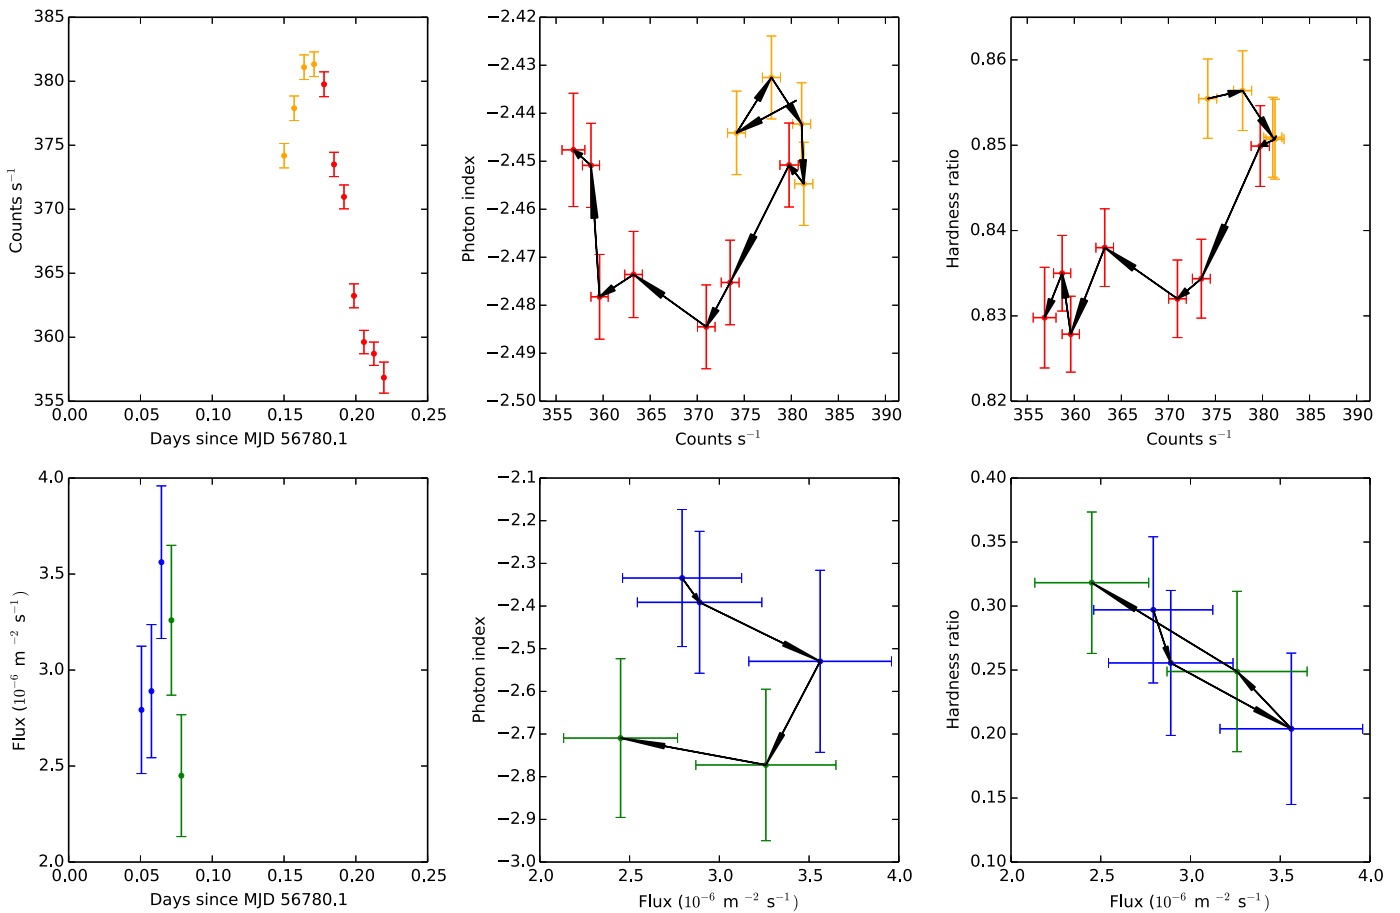 385
380
375
370
365
360
355
Counts s⁻¹
0.00 0.05 0.10 0.15 0.20 0.25
Days since MJD 56780.1
−2.42
−2.43
−2.44
−2.45
−2.46
−2.47
−2.48
−2.49
−2.50
Photon index
355 360 365 370 375 380 385 390
Counts s⁻¹
0.86
0.85
0.84
0.83
0.82
Hardness ratio
355 360 365 370 375 380 385 390
Counts s⁻¹
4.0
3.5
3.0
2.5
2.0
Flux (10⁻⁶ m ⁻² s⁻¹)
0.00 0.05 0.10 0.15 0.20 0.25
Days since MJD 56780.1
−2.1
−2.2
−2.3
−2.4
−2.5
−2.6
−2.7
−2.8
−2.9
−3.0
Photon index
2.0 2.5 3.0 3.5 4.0
Flux (10⁻⁶ m ⁻² s⁻¹)
0.40
0.35
0.30
0.25
0.20
0.15
0.10
Hardness ratio
2.0 2.5 3.0 3.5 4.0
Flux (10⁻⁶ m ⁻² s⁻¹)